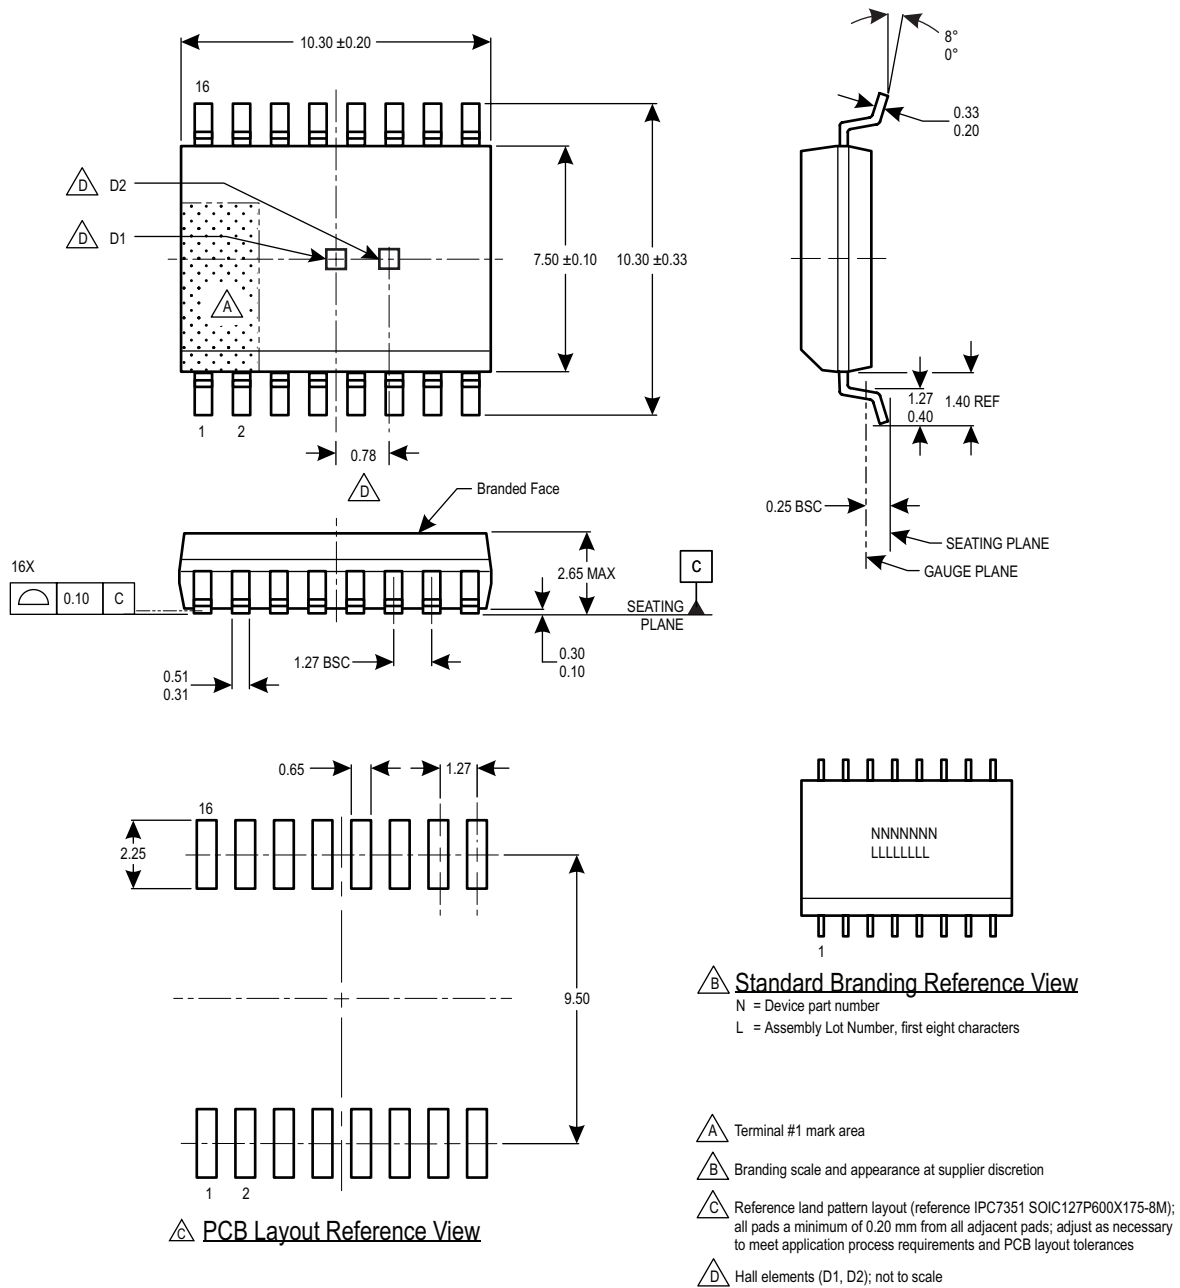 10.30 ±0.20
8°
0°
16
0.33
0.20
D D2
D D1
7.50 ±0.10
10.30 ±0.33
A
1.27
0.40
1.40 REF
1 2
0.78
D
Branded Face
0.25 BSC
SEATING PLANE
GAUGE PLANE
16X
0.10 C
2.65 MAX
C
SEATING
PLANE
0.30
0.10
1.27 BSC
0.51
0.31
0.65
1.27
16
2.25
9.50
1 2
C PCB Layout Reference View
NNNNNNN
LLLLLLLL
1
B Standard Branding Reference View
N = Device part number
L = Assembly Lot Number, first eight characters
A Terminal #1 mark area
B Branding scale and appearance at supplier discretion
C Reference land pattern layout (reference IPC7351 SOIC127P600X175-8M);
all pads a minimum of 0.20 mm from all adjacent pads; adjust as necessary
to meet application process requirements and PCB layout tolerances
D Hall elements (D1, D2); not to scale